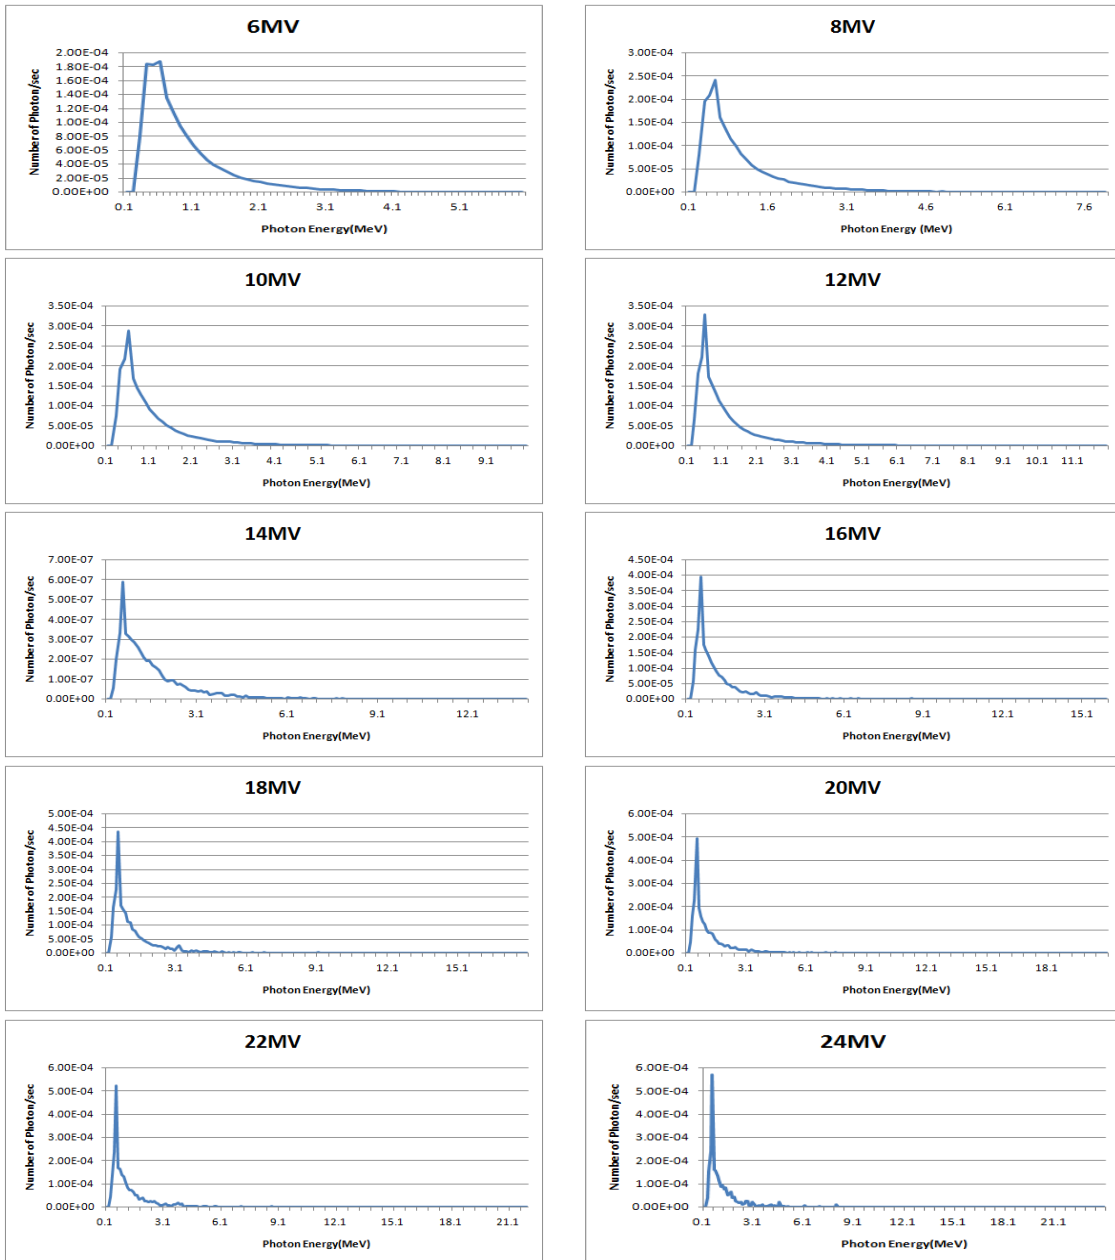 6MV
Number of Photon/sec
2.00E-04
1.80E-04
1.60E-04
1.40E-04
1.20E-04
1.00E-04
8.00E-05
6.00E-05
4.00E-05
2.00E-05
0.00E+00
0.1 1.1 2.1 3.1 4.1 5.1
Photon Energy(MeV)
8MV
Number of Photon/sec
3.00E-04
2.50E-04
2.00E-04
1.50E-04
1.00E-04
5.00E-05
0.00E+00
0.1 1.6 3.1 4.6 6.1 7.6
Photon Energy (MeV)
10MV
Number of Photon/sec
3.50E-04
3.00E-04
2.50E-04
2.00E-04
1.50E-04
1.00E-04
5.00E-05
0.00E+00
0.1 1.1 2.1 3.1 4.1 5.1 6.1 7.1 8.1 9.1
Photon Energy(MeV)
12MV
Number of Photon/sec
3.50E-04
3.00E-04
2.50E-04
2.00E-04
1.50E-04
1.00E-04
5.00E-05
0.00E+00
0.1 1.1 2.1 3.1 4.1 5.1 6.1 7.1 8.1 9.1 10.1 11.1
Photon Energy(MeV)
14MV
Number of Photon/sec
7.00E-07
6.00E-07
5.00E-07
4.00E-07
3.00E-07
2.00E-07
1.00E-07
0.00E+00
0.1 3.1 6.1 9.1 12.1
Photon Energy(MeV)
16MV
Number of Photon/sec
4.50E-04
4.00E-04
3.50E-04
3.00E-04
2.50E-04
2.00E-04
1.50E-04
1.00E-04
5.00E-05
0.00E+00
0.1 3.1 6.1 9.1 12.1 15.1
Photon Energy(MeV)
18MV
Number of Photon/sec
5.00E-04
4.50E-04
4.00E-04
3.50E-04
3.00E-04
2.50E-04
2.00E-04
1.50E-04
1.00E-04
5.00E-05
0.00E+00
0.1 3.1 6.1 9.1 12.1 15.1
Photon Energy(MeV)
20MV
Number of Photon/sec
6.00E-04
5.00E-04
4.00E-04
3.00E-04
2.00E-04
1.00E-04
0.00E+00
0.1 3.1 6.1 9.1 12.1 15.1 18.1
Photon Energy(MeV)
22MV
Number of Photon/sec
6.00E-04
5.00E-04
4.00E-04
3.00E-04
2.00E-04
1.00E-04
0.00E+00
0.1 3.1 6.1 9.1 12.1 15.1 18.1 21.1
Photon Energy(MeV)
24MV
Number of Photon/sec
6.00E-04
5.00E-04
4.00E-04
3.00E-04
2.00E-04
1.00E-04
0.00E+00
0.1 3.1 6.1 9.1 12.1 15.1 18.1 21.1
Photon Energy(MeV)